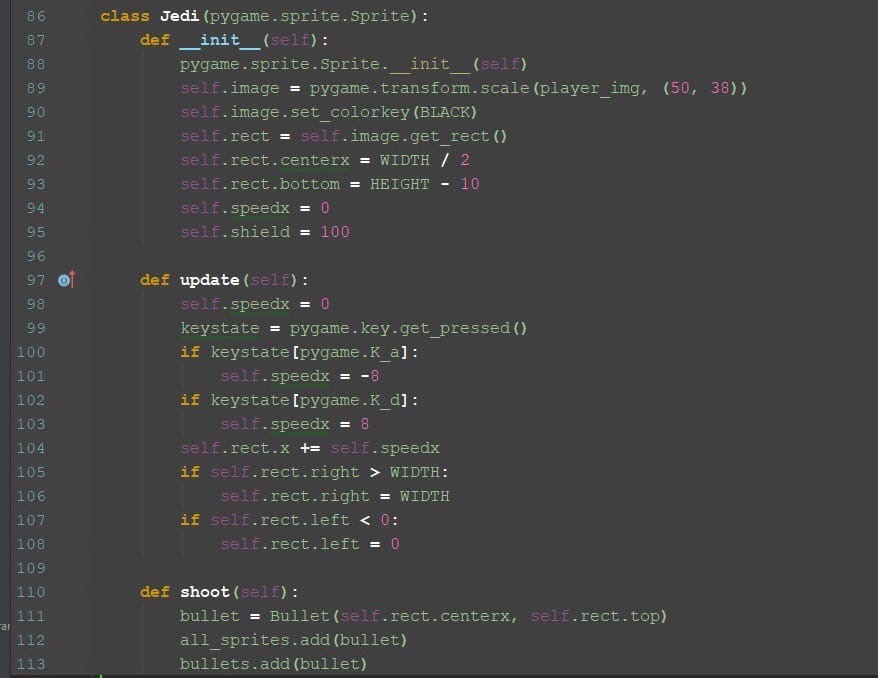 86 class Jedi(pygame.sprite.Sprite):
87     def __init__(self):
88         pygame.sprite.Sprite.__init__(self)
89         self.image = pygame.transform.scale(player_img, (50, 38))
90         self.image.set_colorkey(BLACK)
91         self.rect = self.image.get_rect()
92         self.rect.centerx = WIDTH / 2
93         self.rect.bottom = HEIGHT - 10
94         self.speedx = 0
95         self.shield = 100
96
97     def update(self):
98         self.speedx = 0
99         keystate = pygame.key.get_pressed()
100         if keystate[pygame.K_a]:
101             self.speedx = -8
102         if keystate[pygame.K_d]:
103             self.speedx = 8
104         self.rect.x += self.speedx
105         if self.rect.right > WIDTH:
106             self.rect.right = WIDTH
107         if self.rect.left < 0:
108             self.rect.left = 0
109
110     def shoot(self):
111         bullet = Bullet(self.rect.centerx, self.rect.top)
112         all_sprites.add(bullet)
113         bullets.add(bullet)